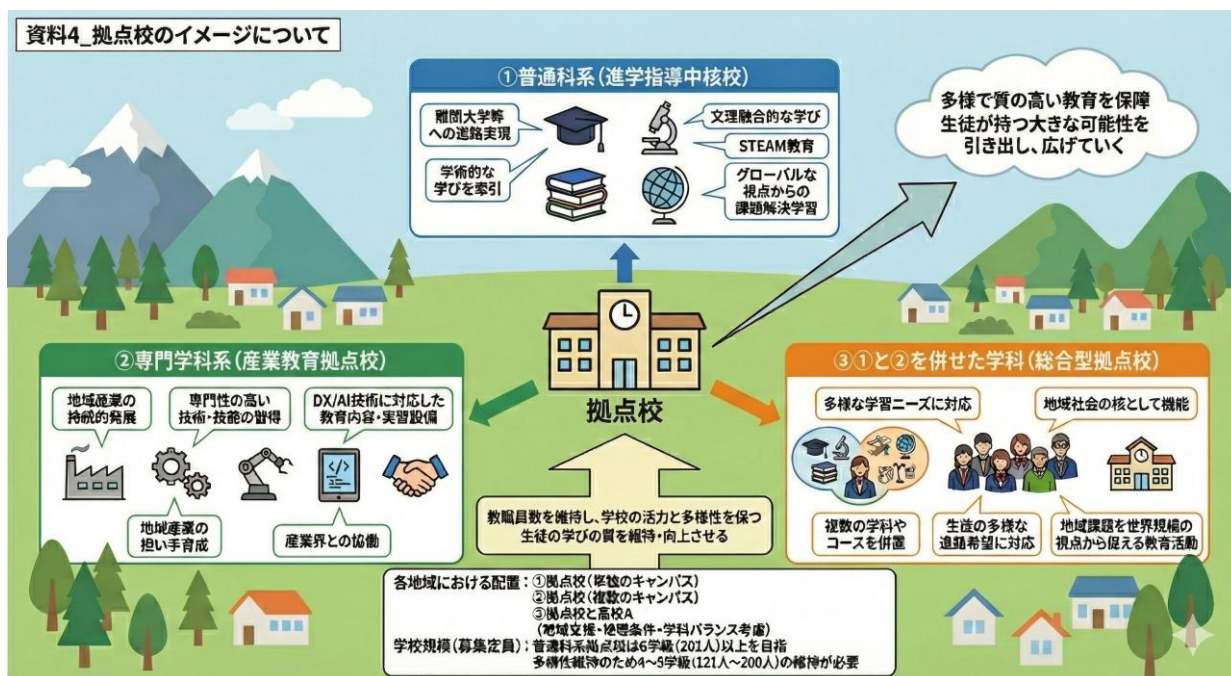 資料4_拠点校のイメージについて
①普通科系(進学指導中核校)
難関大学等
への進路実現
学術的な
学びを牽引
文理融合的な学び
STEAM教育
グローバルな
視点からの
課題解決学習
多様で質の高い教育を保障
生徒が持つ大きな可能性を
引き出し、広げていく
拠点校
②専門学科系(産業教育拠点校)
地域産業の
持続的発展
専門性の高い
技術・技能の習得
DX/AI技術に対応した
教育内容・実習設備
</>
地域産業の
担い手育成
産業界との協働
③①と②を併せた学科(総合型拠点校)
多様な学習ニーズに対応
地域社会の核として機能
複数の学科や
コースを併置
生徒の多様な
進路希望に対応
地域課題を世界規模の
視点から捉える教育活動
教職員数を維持し、学校の活力と多様性を保つ
生徒の学びの質を維持・向上させる
各地域における配置:①拠点校(単独のキャンパス)
②拠点校(複数のキャンパス)
③拠点校と高校A
(地域支援・条件・学科バランス考慮)
学校規模(募集定員):普通科系拠点校は6学級(201人)以上を目指
多様性維持のため4〜5学級(121人〜200人)の維持が必要